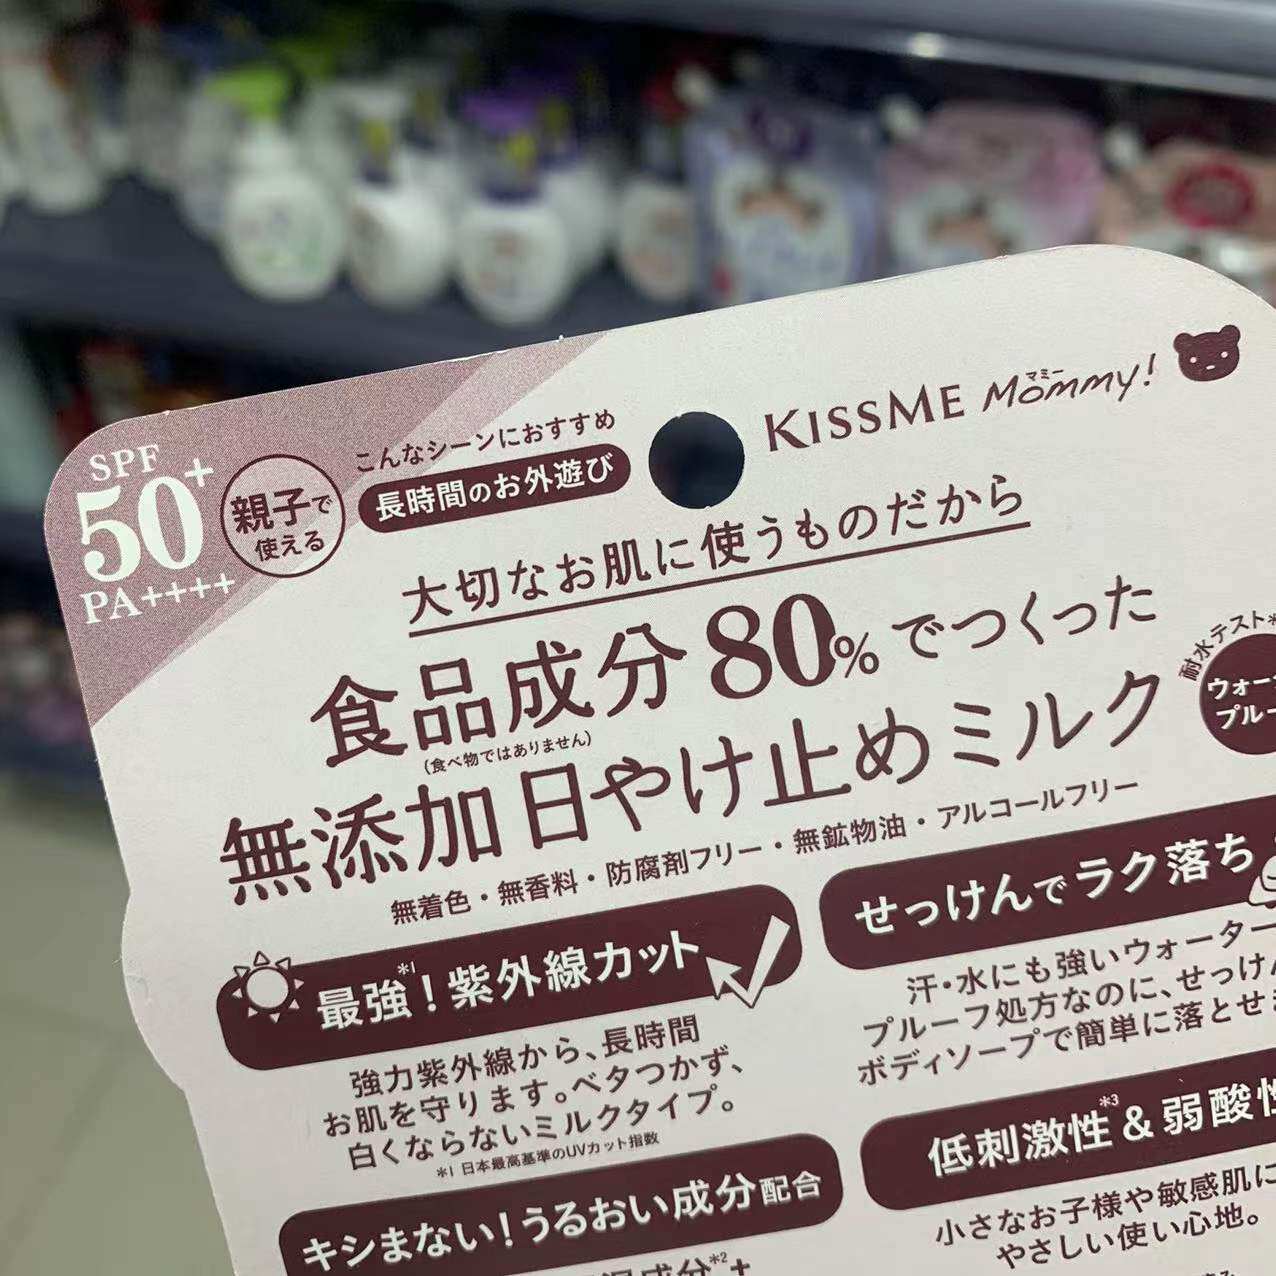 SPF
50+
PA++++
親子で
使える
こんなシーンにおすすめ
長時間のお外遊び
KISSME マミー Mommy!
大切なお肌に使うものだから
食品成分80%でつくった
(食べ物ではありません)
無添加日やけ止めミルク
無着色・無香料・防腐剤フリー・無鉱物油・アルコールフリー
耐水テスト*
ウォー
プルー
最強*1!紫外線カット
強力紫外線から、長時間
お肌を守ります。ベタつかず、
白くならないミルクタイプ。
*1 日本最高基準のUVカット指数
せっけんでラク落ち
汗・水にも強いウォーター
プルーフ処方なのに、せっけん
ボディソープで簡単に落とせ
キシまない!うるおい成分配合
成分*2
低刺激性*3&弱酸性
小さなお子様や敏感肌に
やさしい使い心地。